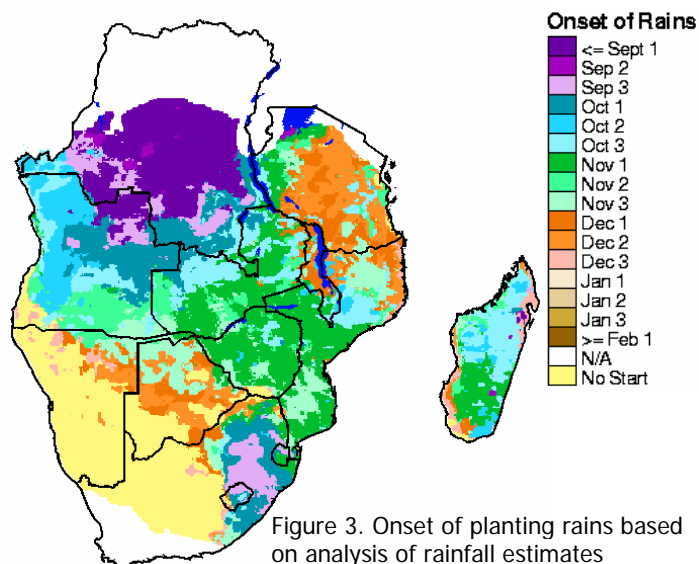 Onset of Rains
<= Sept 1
Sep 2
Sep 3
Oct 1
Oct 2
Oct 3
Nov 1
Nov 2
Nov 3
Dec 1
Dec 2
Dec 3
Jan 1
Jan 2
Jan 3
>= Feb 1
N/A
No Start
Figure 3. Onset of planting rains based
on analysis of rainfall estimates